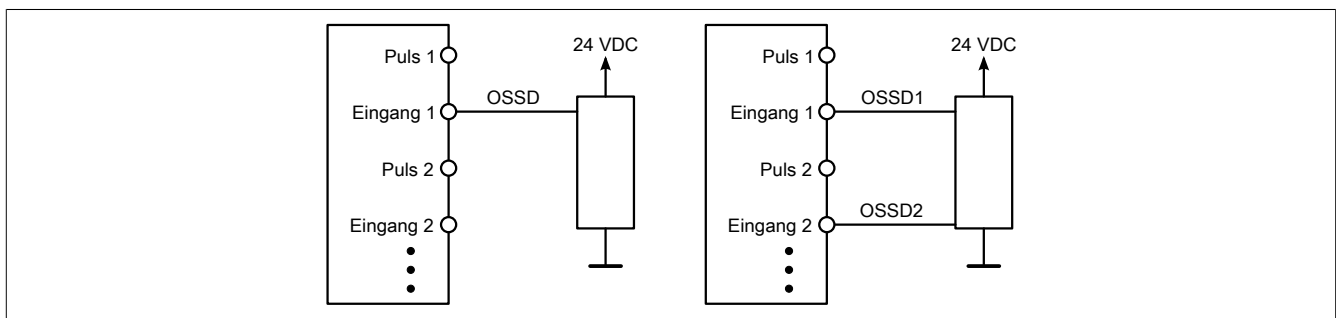 24 VDC
Puls 1
OSSD
Eingang 1
Puls 2
Eingang 2
24 VDC
Puls 1
OSSD1
Eingang 1
Puls 2
OSSD2
Eingang 2